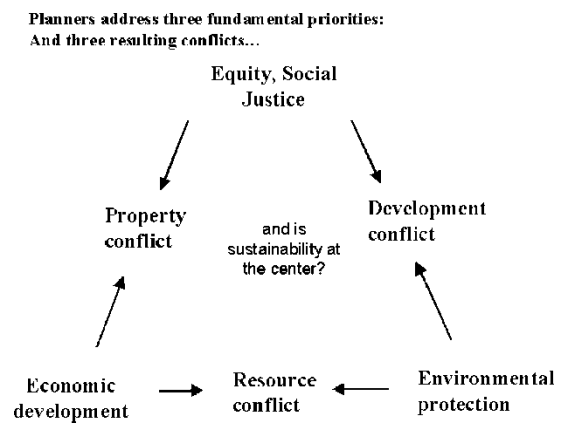 Planners address three fundamental priorities:
And three resulting conflicts...
Equity, Social
Justice
Property
conflict
and is
sustainability at
the center?
Development
conflict
Economic
development
Resource
conflict
Environmental
protection